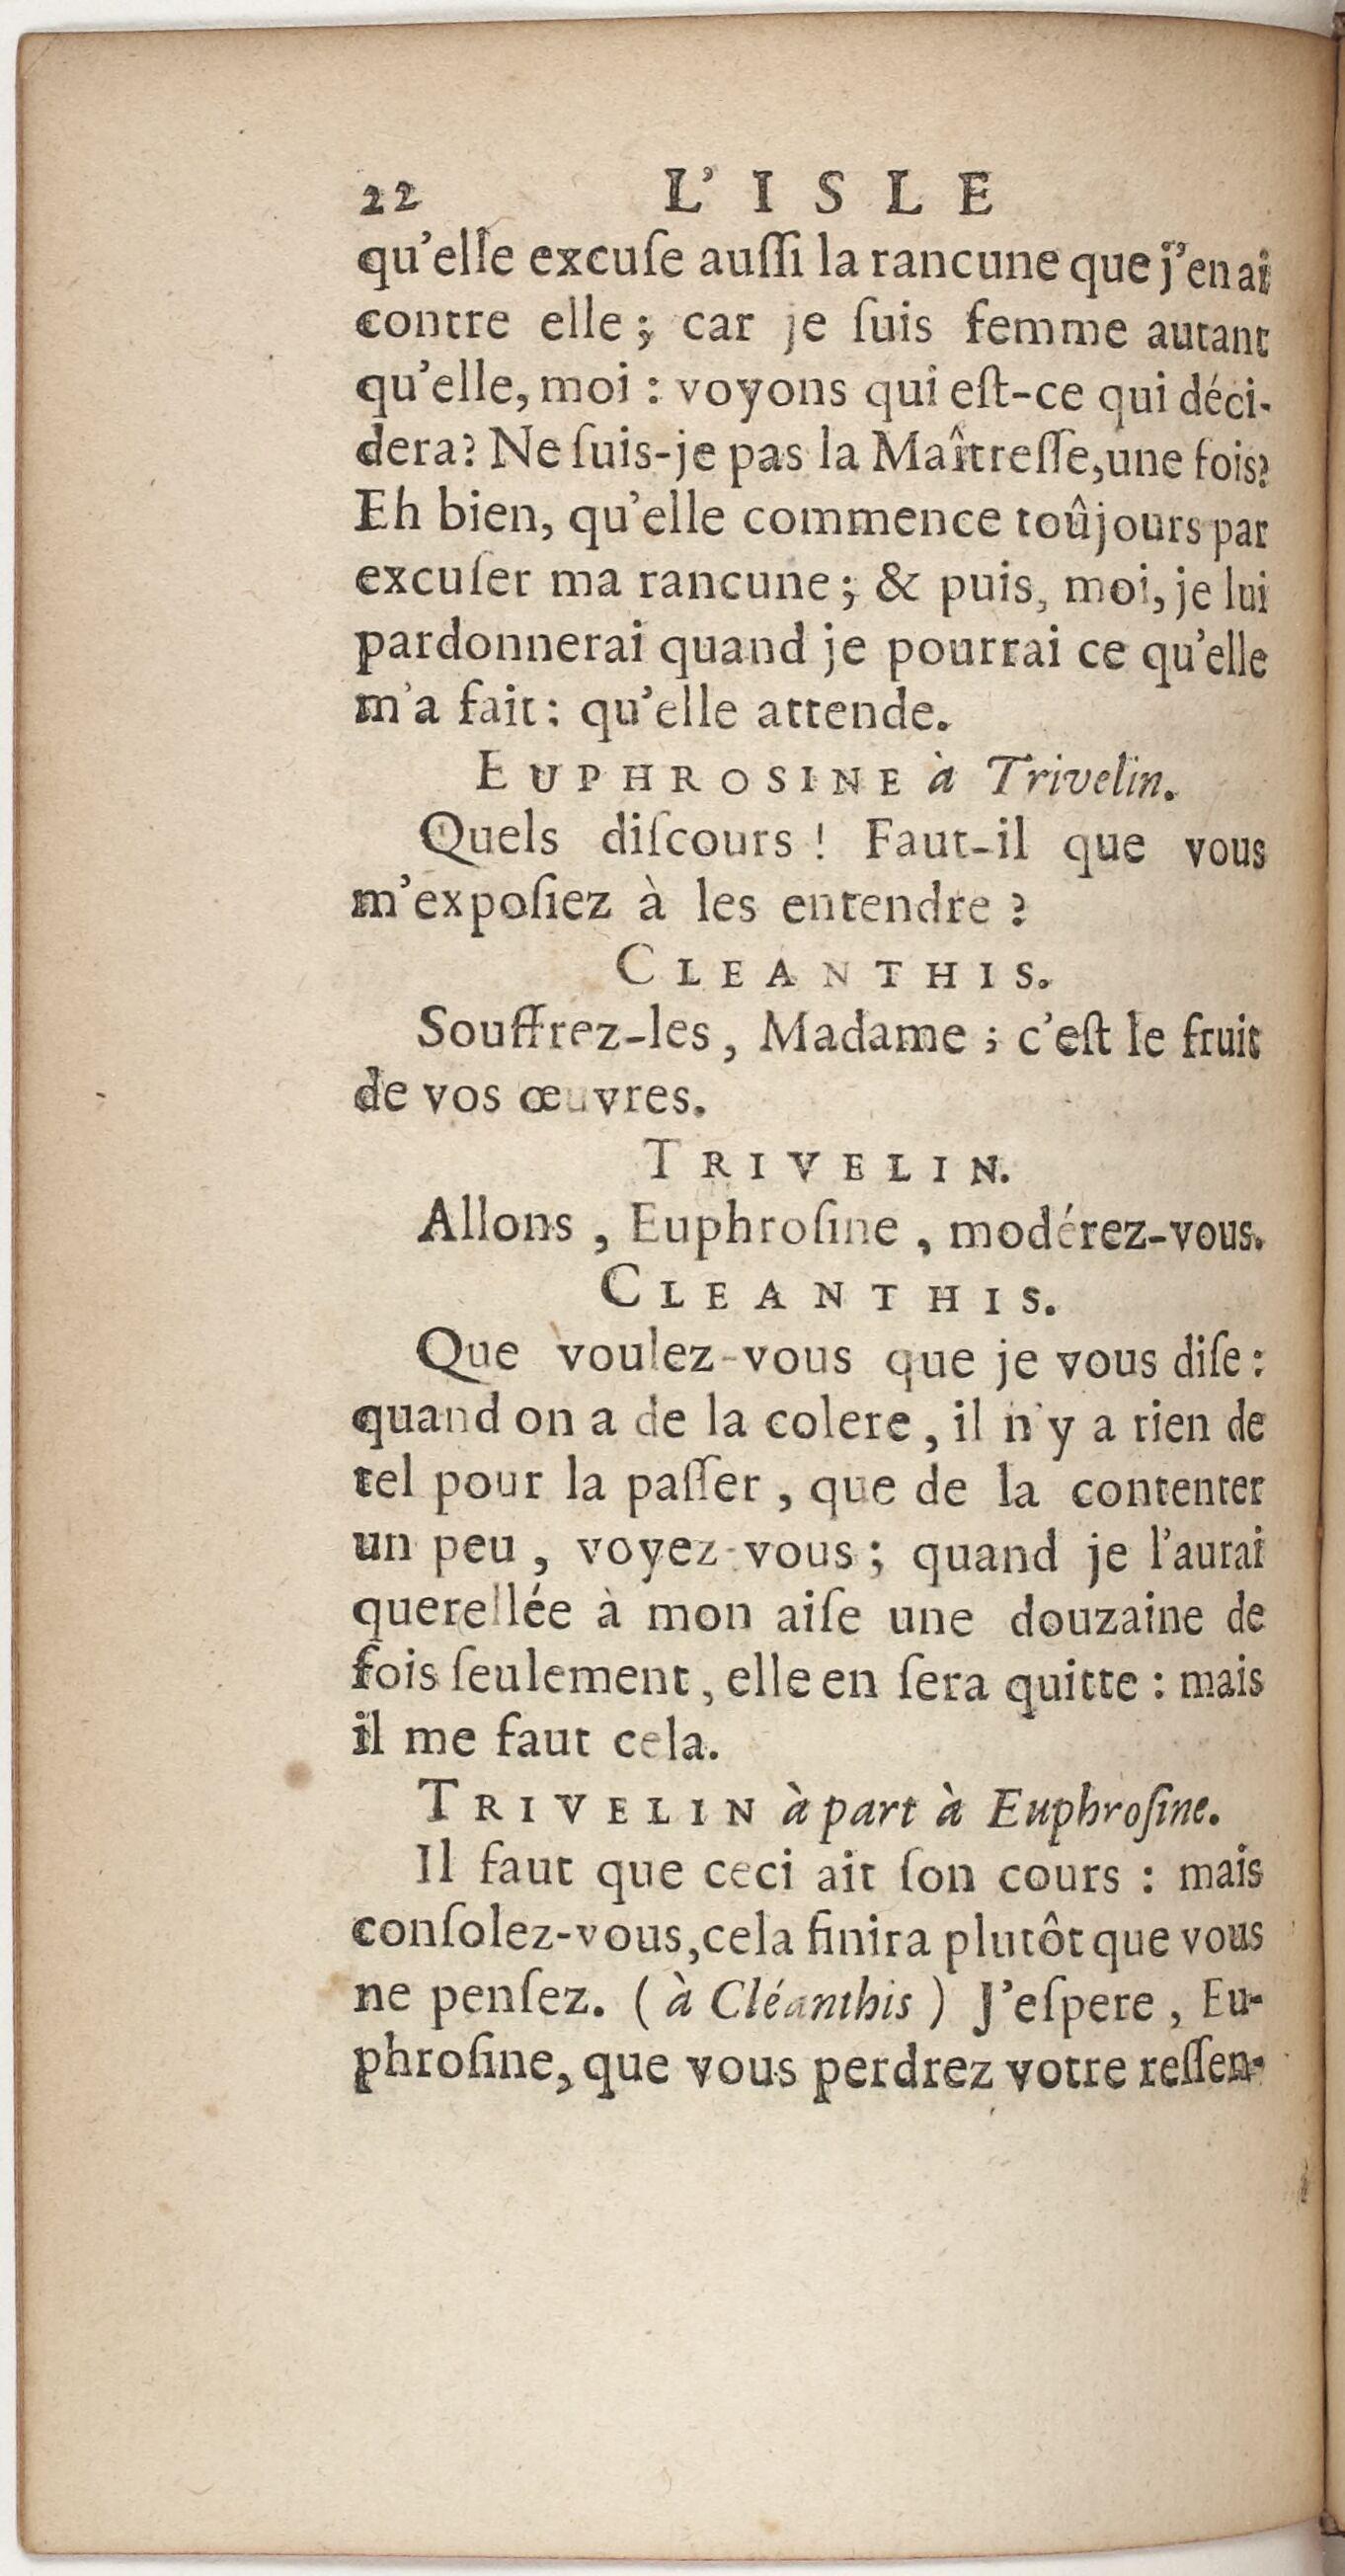 22 L'ISLE
qu'elle excuſe auſſi la rancune que j'en ai
contre elle; car je ſuis femme autant
qu'elle, moi : voyons qui eſt-ce qui déci-
dera? Ne ſuis-je pas la Maîtreſſe, une fois?
Eh bien, qu'elle commence toûjours par
excuſer ma rancune; & puis, moi, je lui
pardonnerai quand je pourrai ce qu'elle
m'a fait: qu'elle attende.
EUPHROSINE à Trivelin.
Quels diſcours ! Faut-il que vous
m'expoſiez à les entendre ?
CLEANTHIS.
Souffrez-les, Madame ; c'eſt le fruit
de vos œuvres.
TRIVELIN.
Allons, Euphroſine, modérez-vous.
CLEANTHIS.
Que voulez-vous que je vous diſe :
quand on a de la colere, il n'y a rien de
tel pour la paſſer, que de la contenter
un peu, voyez-vous ; quand je l'aurai
querellée à mon aiſe une douzaine de
fois ſeulement, elle en ſera quitte : mais
il me faut cela.
TRIVELIN à part à Euphroſine.
Il faut que ceci ait ſon cours : mais
conſolez-vous, cela finira plutôt que vous
ne penſez. (à Cléanthis) J'eſpere, Eu-
phroſine, que vous perdrez votre reſſen-